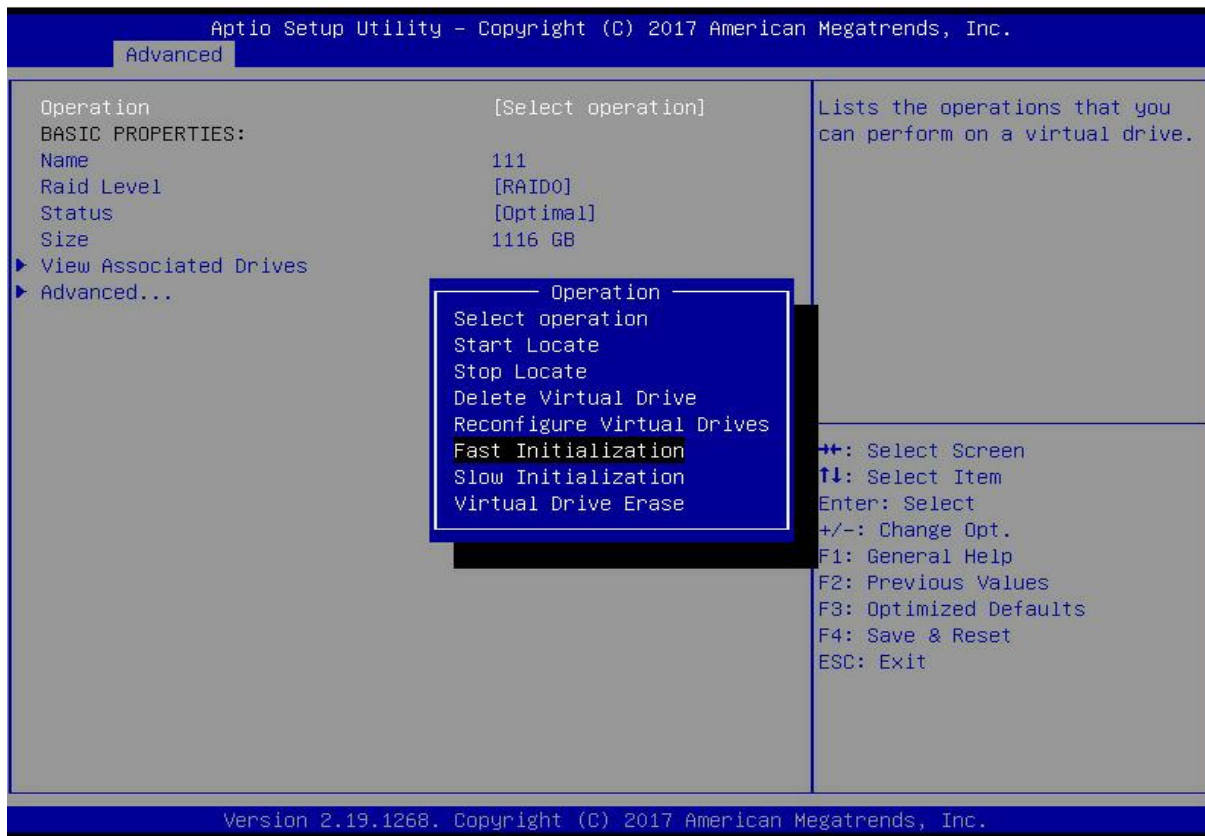 Aptio Setup Utility – Copyright (C) 2017 American Megatrends, Inc.
Advanced
Operation [Select operation]
BASIC PROPERTIES:
Name 111
Raid Level [RAID0]
Status [Optimal]
Size 1116 GB
View Associated Drives
Advanced...
Operation
Select operation
Start Locate
Stop Locate
Delete Virtual Drive
Reconfigure Virtual Drives
Fast Initialization
Slow Initialization
Virtual Drive Erase
Lists the operations that you
can perform on a virtual drive.
→←: Select Screen
↑↓: Select Item
Enter: Select
+/-: Change Opt.
F1: General Help
F2: Previous Values
F3: Optimized Defaults
F4: Save & Reset
ESC: Exit
Version 2.19.1268. Copyright (C) 2017 American Megatrends, Inc.